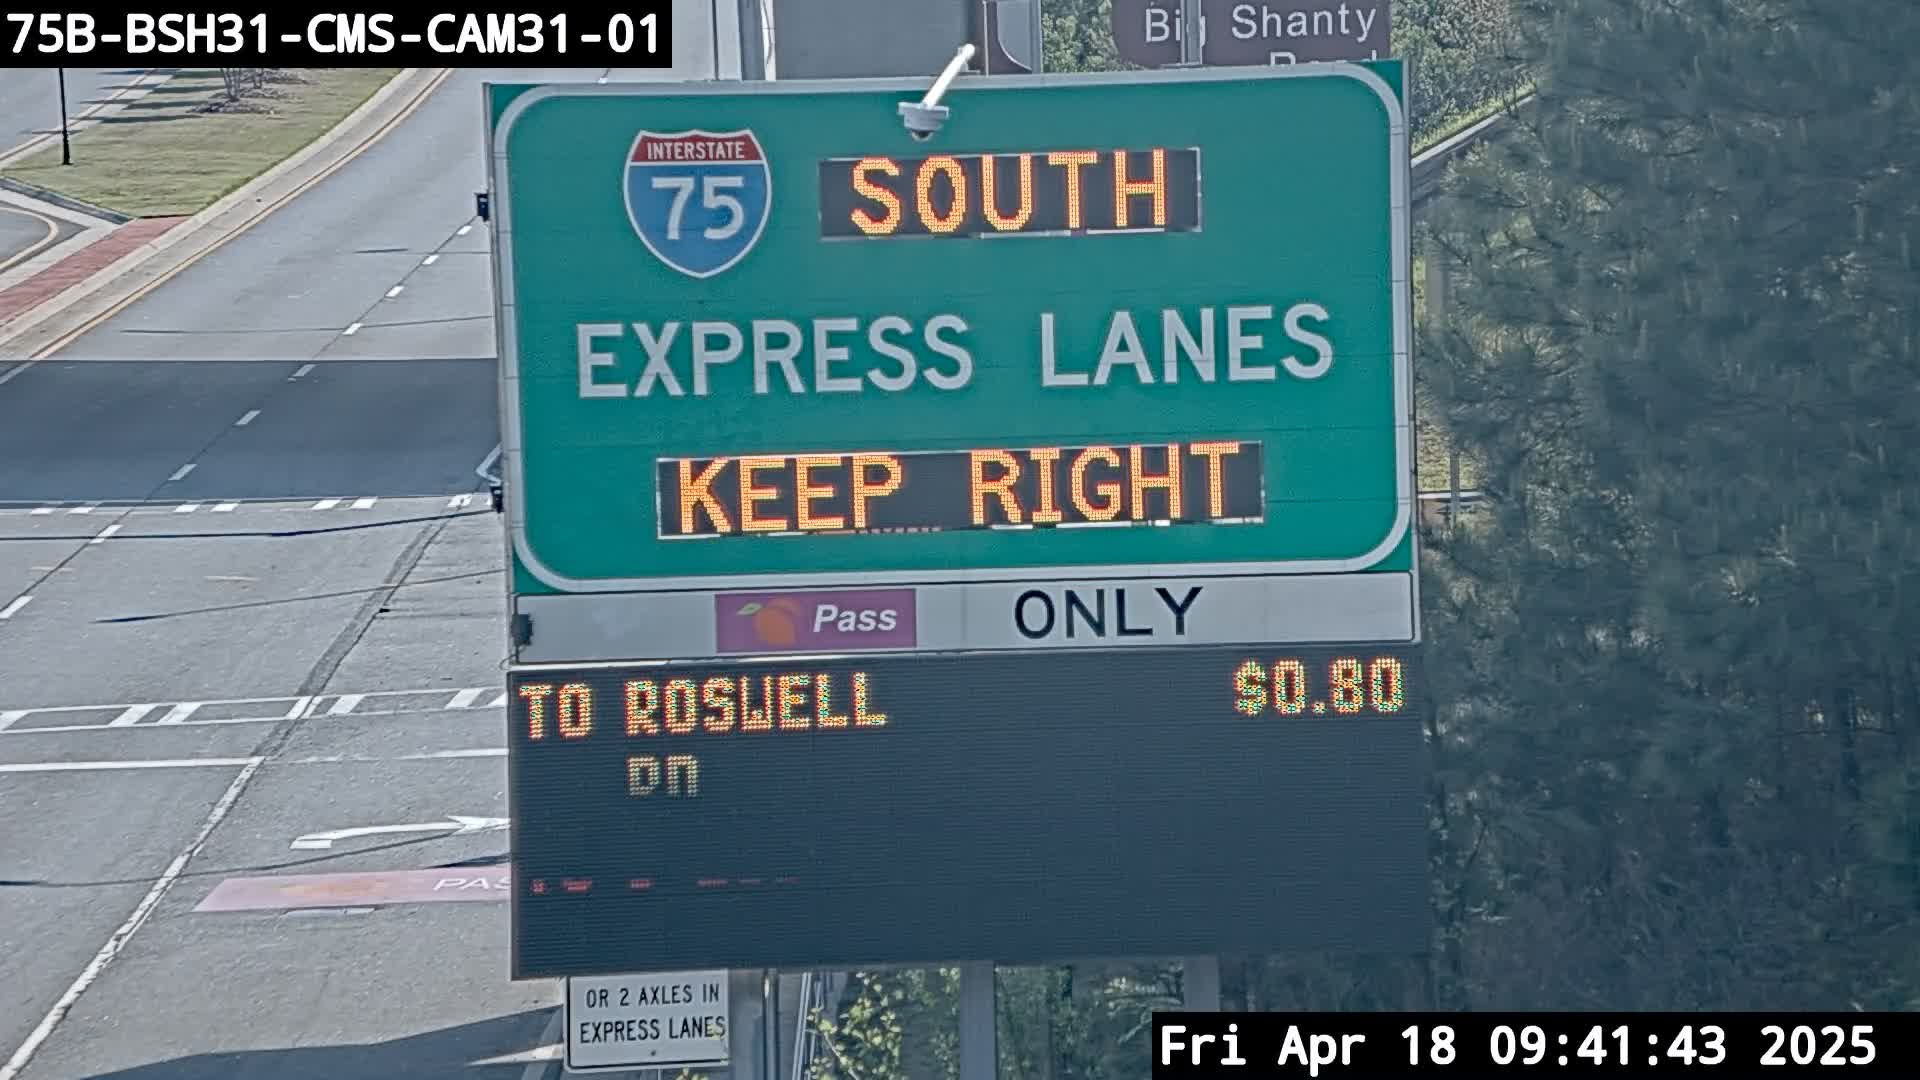 75B-BSH31-CMS-CAM31-01
Big Shanty
INTERSTATE
75
SOUTH
EXPRESS LANES
KEEP RIGHT
Pass ONLY
TO ROSWELL $0.80
PAS
OR 2 AXLES IN
EXPRESS LANES
Fri Apr 18 09:41:43 2025